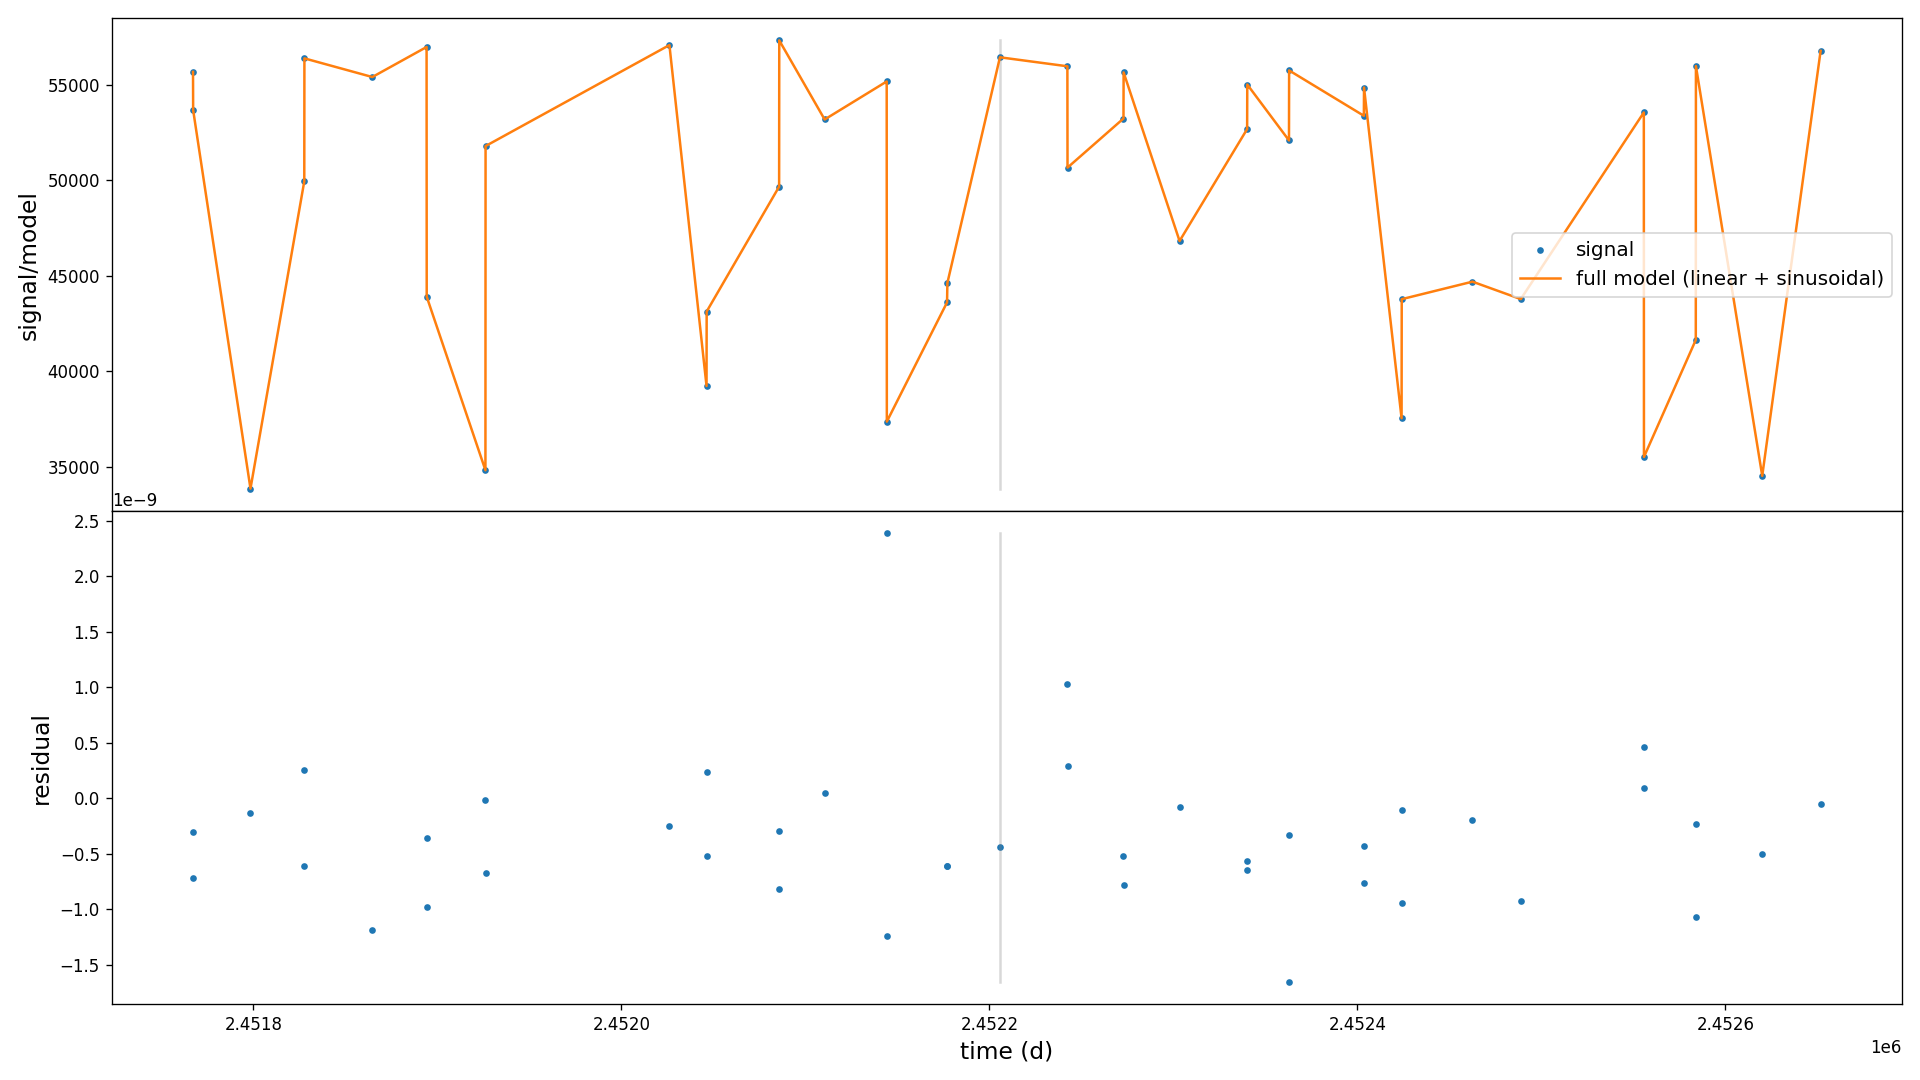 55000
50000
45000
40000
35000
signal/model
signal
full model (linear + sinusoidal)
1e−9
2.5
2.0
1.5
1.0
0.5
0.0
−0.5
−1.0
−1.5
residual
2.4518
2.4520
2.4522
2.4524
2.4526
1e6
time (d)